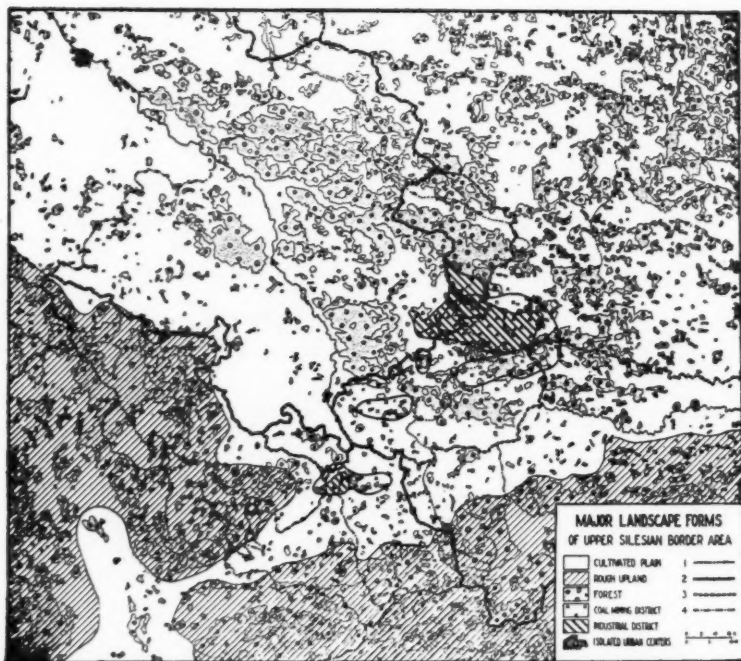 MAJOR LANDSCAPE FORMS
OF UPPER SILESIAN BORDER AREA
CULTIVATED PLAIN 1
ROUGH UPLAND 2
FOREST 3
COAL MINING DISTRICT 4
INDUSTRIAL DISTRICT
ISOLATED URBAN CENTERS